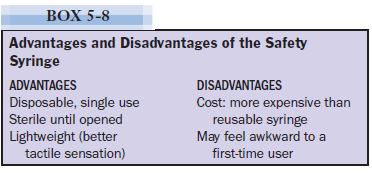 BOX 5-8
Advantages and Disadvantages of the Safety
Syringe
ADVANTAGES
Disposable, single use
Sterile until opened
Lightweight (better
tactile sensation)
DISADVANTAGES
Cost: more expensive than
reusable syringe
May feel awkward to a
first-time user